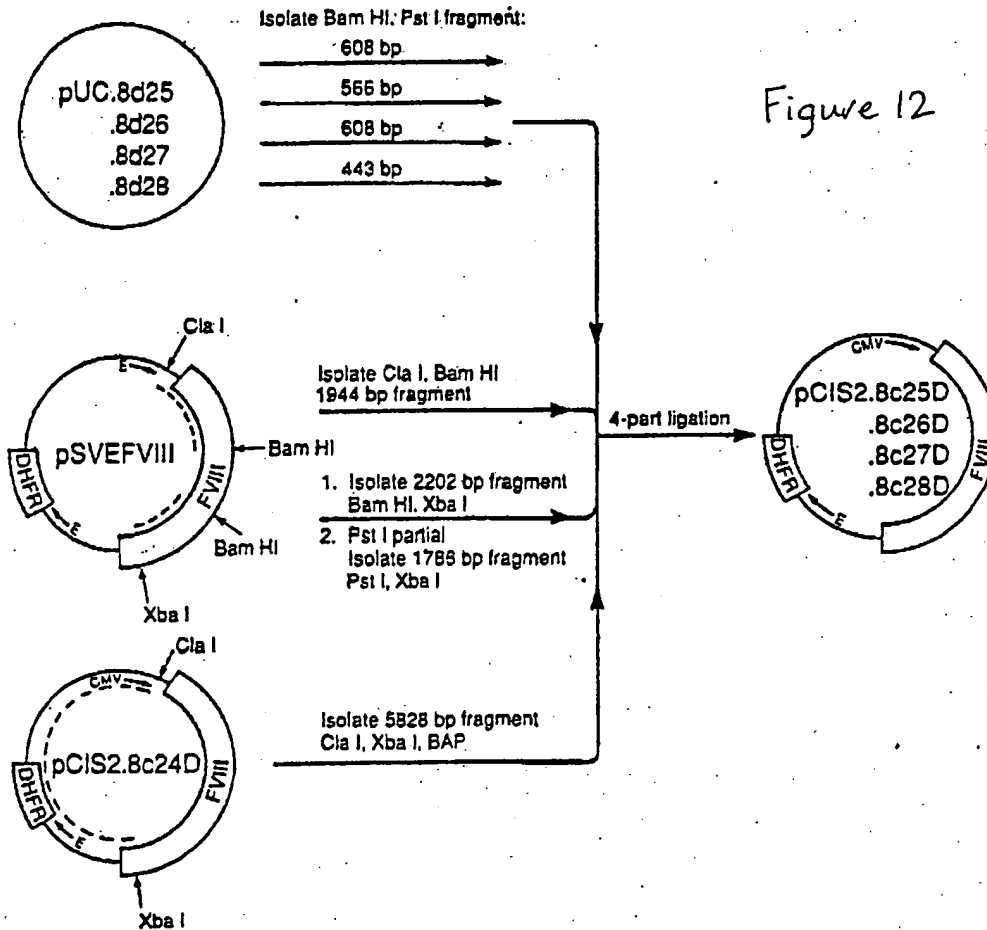 Isolate Bam HI, Pst I fragment:
608 bp
566 bp
608 bp
443 bp
pUC.8d25
.8d26
.8d27
.8d28
Figure 12
Cla I
E
pSVEFVIII
FVIII
DHFR
E
Bam HI
Bam HI
Xba I
Isolate Cla I, Bam HI
1944 bp fragment
1. Isolate 2202 bp fragment
Bam HI, Xba I
2. Pst I partial
Isolate 1786 bp fragment
Pst I, Xba I
4-part ligation
CMV
pCIS2.8c25D
.8c26D
.8c27D
.8c28D
FVIII
DHFR
E
Cla I
CMV
pCIS2.8c24D
FVIII
DHFR
E
Xba I
Isolate 5828 bp fragment
Cla I, Xba I, BAP